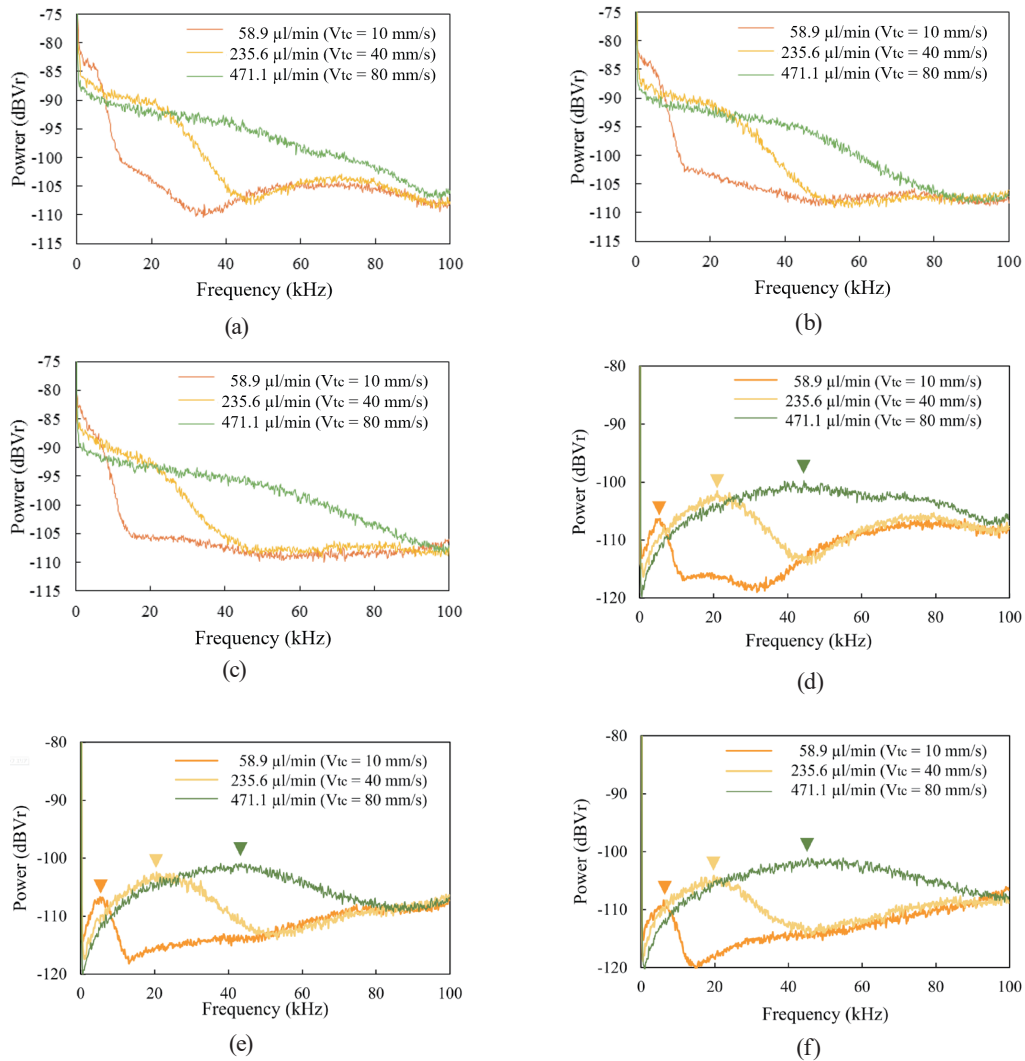 -75
-80
-85
-90
-95
-100
-105
-110
-115
Powrer (dBVr)
58.9 µl/min (Vtc = 10 mm/s)
235.6 µl/min (Vtc = 40 mm/s)
471.1 µl/min (Vtc = 80 mm/s)
0 20 40 60 80 100
Frequency (kHz)
(a)
-75
-80
-85
-90
-95
-100
-105
-110
-115
Powrer (dBVr)
58.9 µl/min (Vtc = 10 mm/s)
235.6 µl/min (Vtc = 40 mm/s)
471.1 µl/min (Vtc = 80 mm/s)
0 20 40 60 80 100
Frequency (kHz)
(b)
-75
-80
-85
-90
-95
-100
-105
-110
-115
Powrer (dBVr)
58.9 µl/min (Vtc = 10 mm/s)
235.6 µl/min (Vtc = 40 mm/s)
471.1 µl/min (Vtc = 80 mm/s)
0 20 40 60 80 100
Frequency (kHz)
(c)
-80
-90
-100
-110
-120
Power (dBVr)
58.9 µl/min (Vtc = 10 mm/s)
235.6 µl/min (Vtc = 40 mm/s)
471.1 µl/min (Vtc = 80 mm/s)
0 20 40 60 80 100
Frequency (kHz)
(d)
-80
-90
-100
-110
-120
Power (dBVr)
58.9 µl/min (Vtc = 10 mm/s)
235.6 µl/min (Vtc = 40 mm/s)
471.1 µl/min (Vtc = 80 mm/s)
0 20 40 60 80 100
Frequency (kHz)
(e)
-80
-90
-100
-110
-120
Power (dBVr)
58.9 µl/min (Vtc = 10 mm/s)
235.6 µl/min (Vtc = 40 mm/s)
471.1 µl/min (Vtc = 80 mm/s)
0 20 40 60 80 100
Frequency (kHz)
(f)